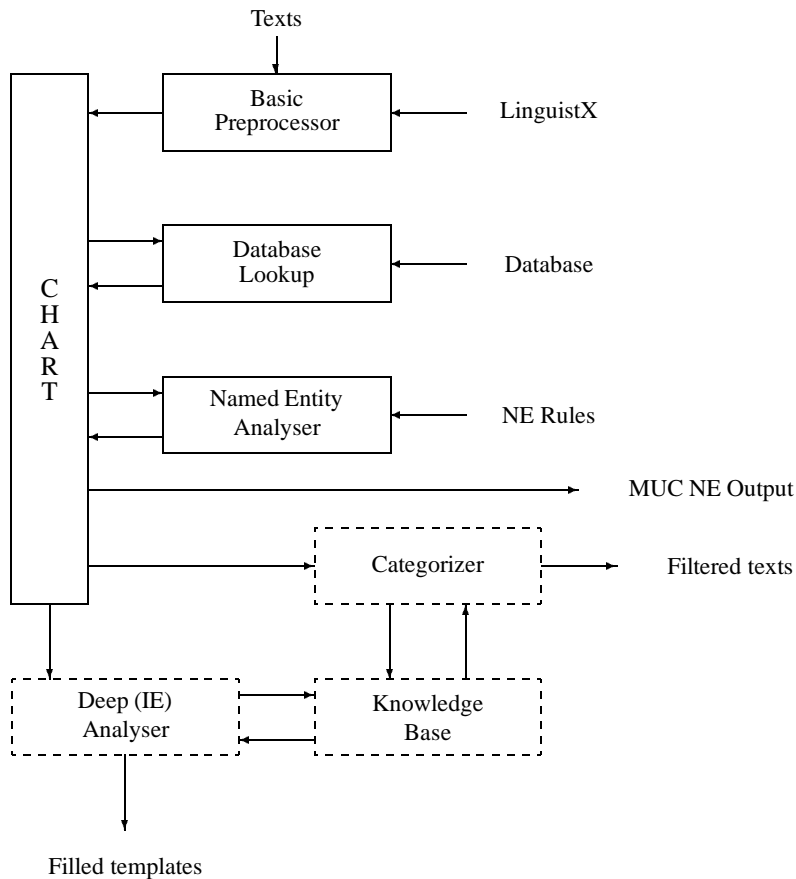 Texts
Basic
Preprocessor
LinguistX
Database
Lookup
Database
CHART
Named Entity
Analyser
NE Rules
MUC NE Output
Categorizer
Filtered texts
Deep (IE)
Analyser
Knowledge
Base
Filled templates